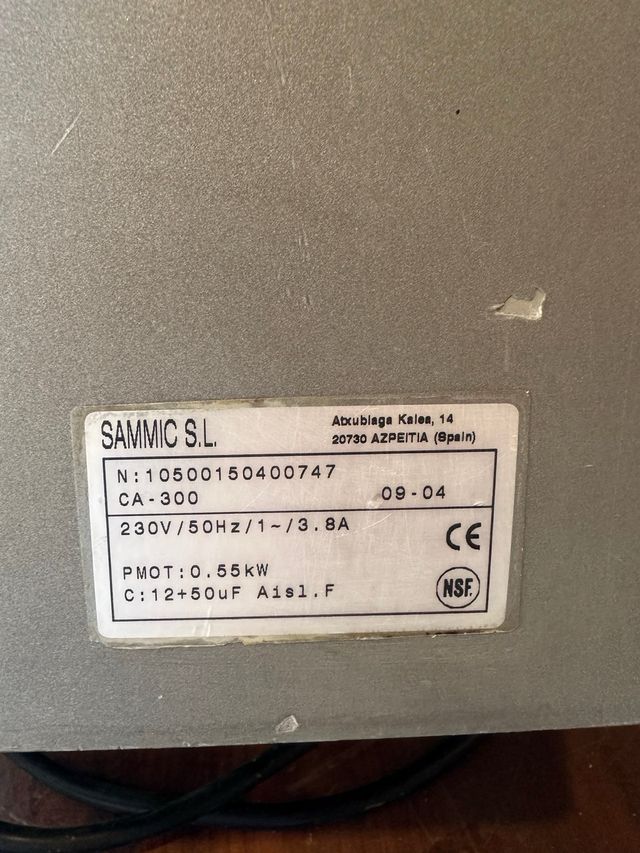 SAMMIC S.L.
Atxubiaga Kalea, 14
20730 AZPEITIA (Spain)
N:10500150400747
CA-300 09-04
230V/50Hz/1~/3.8A
CE
PMOT:0.55kW
C:12+50uF Aisl.F
NSF.